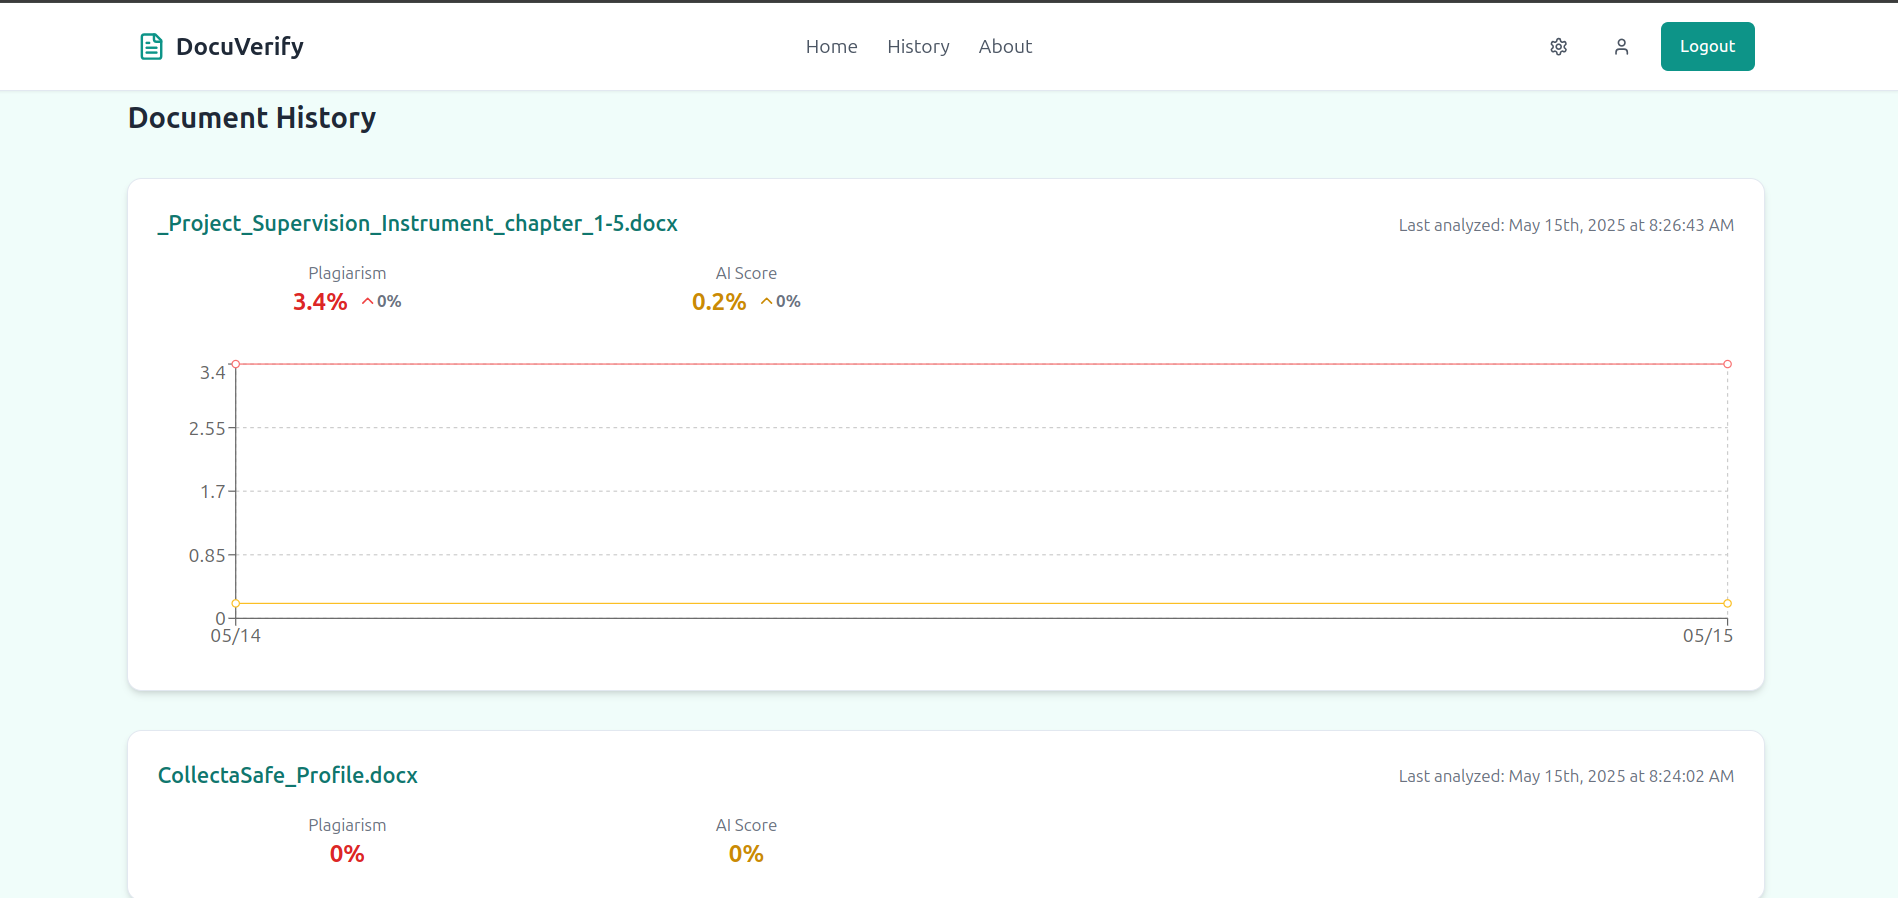 DocuVerify
Home History About
Logout
Document History
_Project_Supervision_Instrument_chapter_1-5.docx
Last analyzed: May 15th, 2025 at 8:26:43 AM
Plagiarism
3.4% 0%
AI Score
0.2% 0%
3.4
2.55
1.7
0.85
0
05/14
05/15
CollectaSafe_Profile.docx
Last analyzed: May 15th, 2025 at 8:24:02 AM
Plagiarism
0%
AI Score
0%